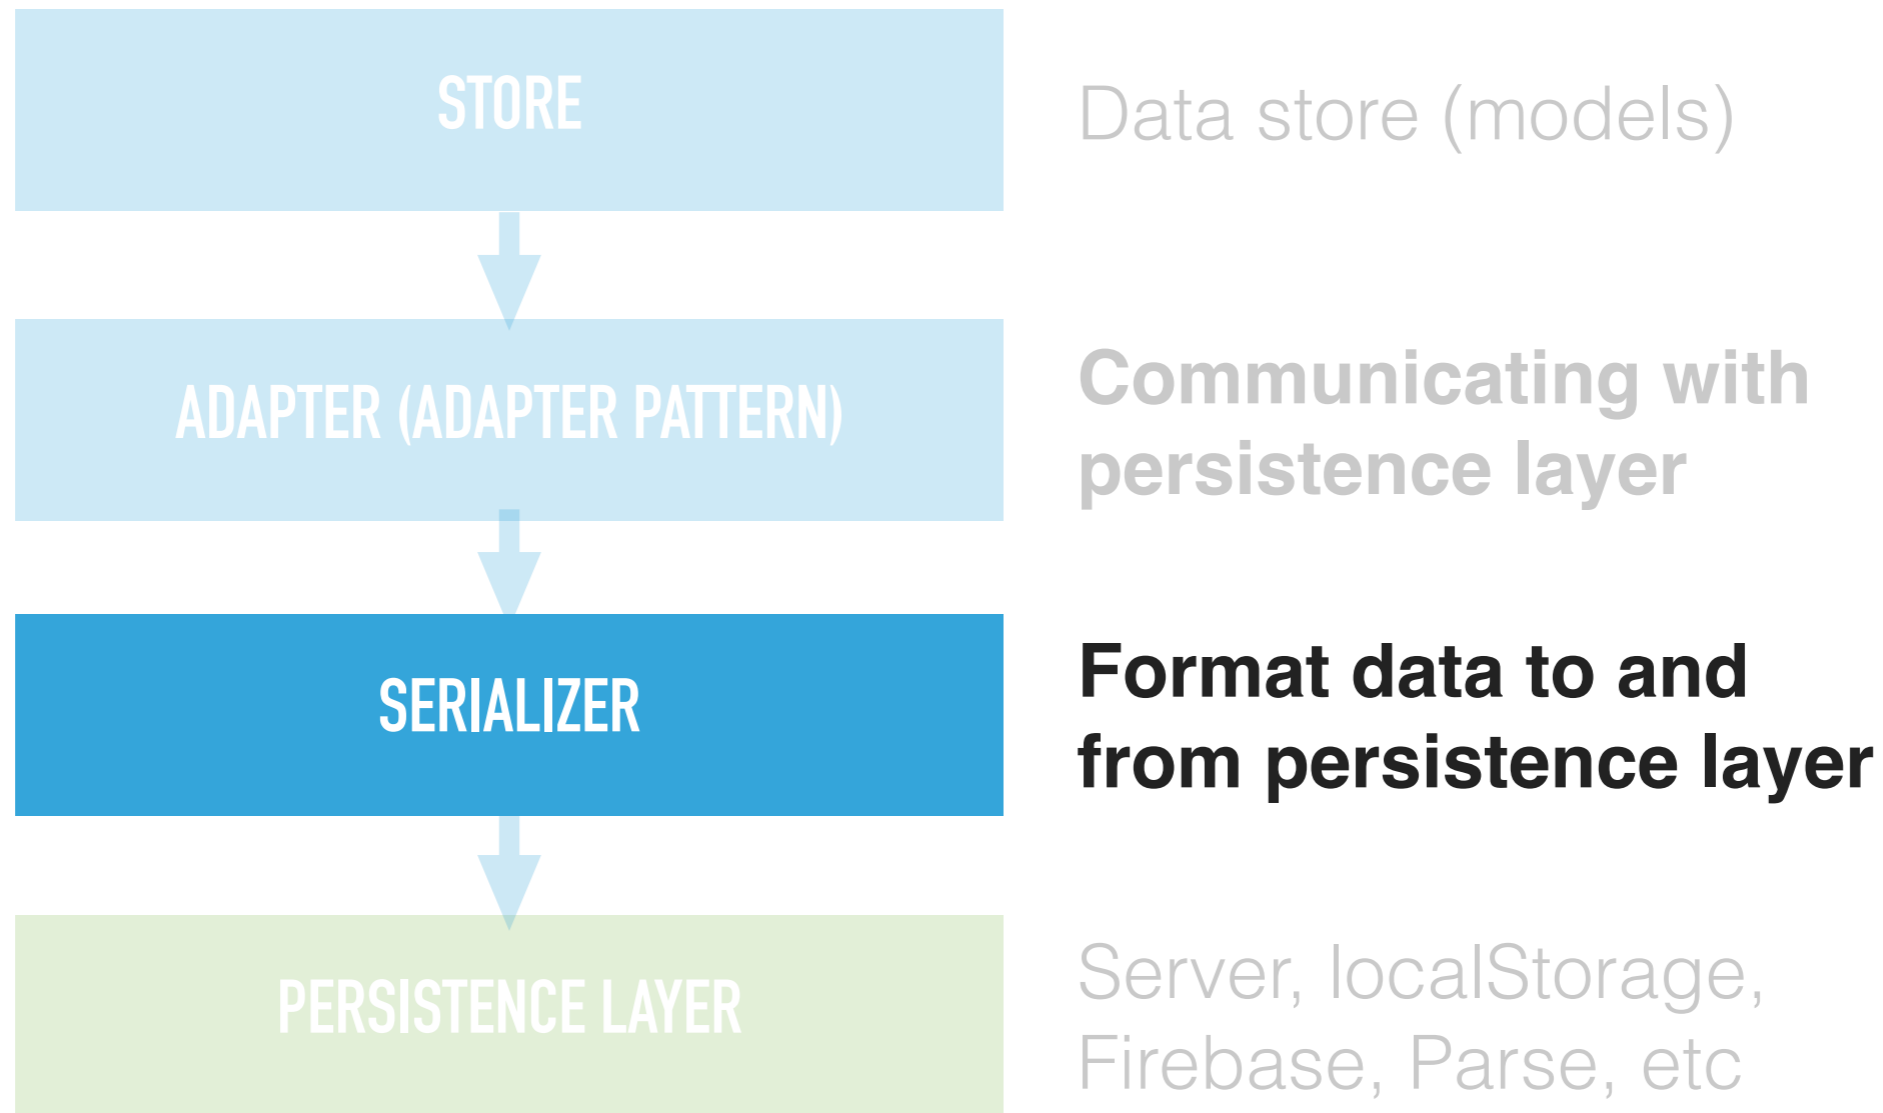 STORE
Data store (models)
ADAPTER (ADAPTER PATTERN)
Communicating with
persistence layer
SERIALIZER
Format data to and
from persistence layer
PERSISTENCE LAYER
Server, localStorage,
Firebase, Parse, etc